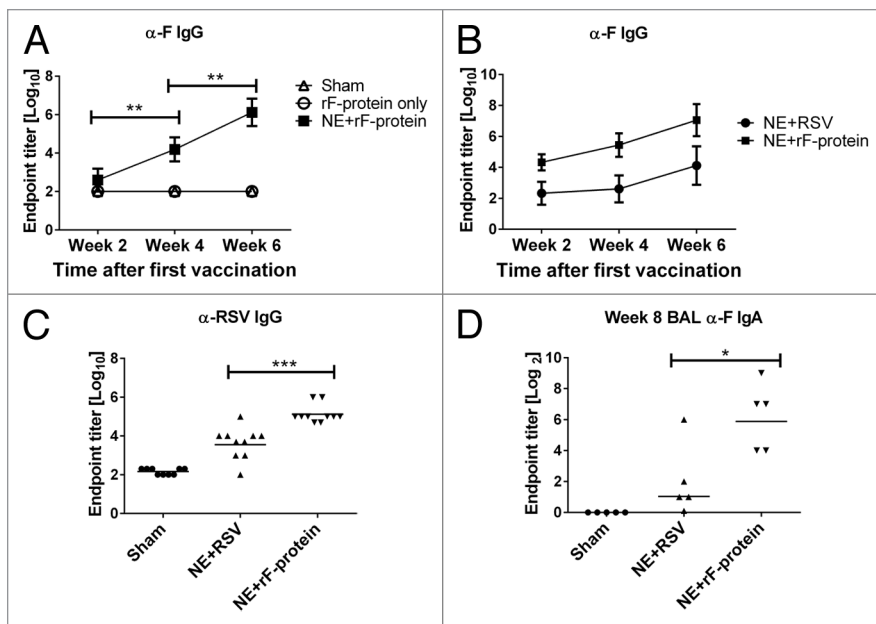 A
α-F IgG
Endpoint titer [Log10]
8
6
4
2
0
**
**
Sham
rF-protein only
NE+rF-protein
Week 2
Week 4
Week 6
Time after first vaccination
B
α-F IgG
Endpoint titer [Log10]
10
8
6
4
2
0
NE+RSV
NE+rF-protein
Week 2
Week 4
Week 6
Time after first vaccination
C
α-RSV IgG
Endpoint titer [Log10]
8
6
4
2
0
***
Sham
NE+RSV
NE+rF-protein
D
Week 8 BAL α-F IgA
Endpoint titer [Log 2]
10
8
6
4
2
0
*
Sham
NE+RSV
NE+rF-protein